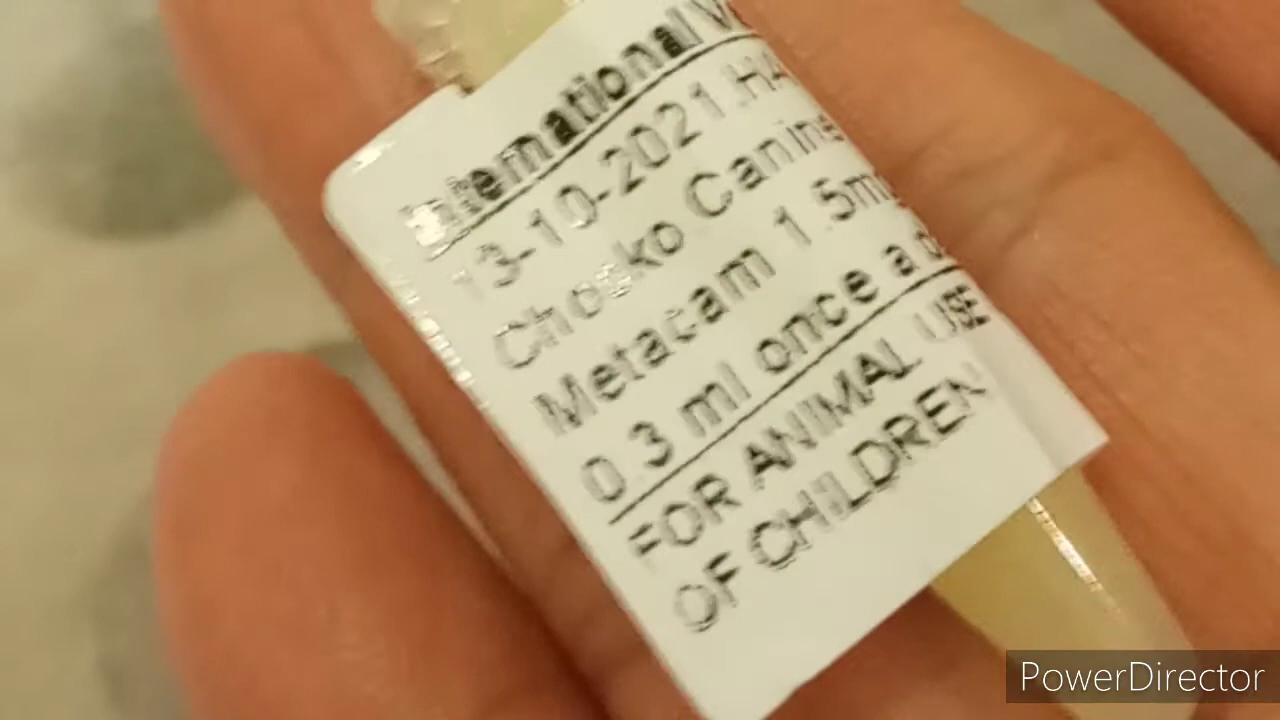 International V
13-10-2021 HA
Chosko Canine
Metacam 1.5m
0.3 ml once a d
FOR ANIMAL USE
OF CHILDREN
PowerDirector